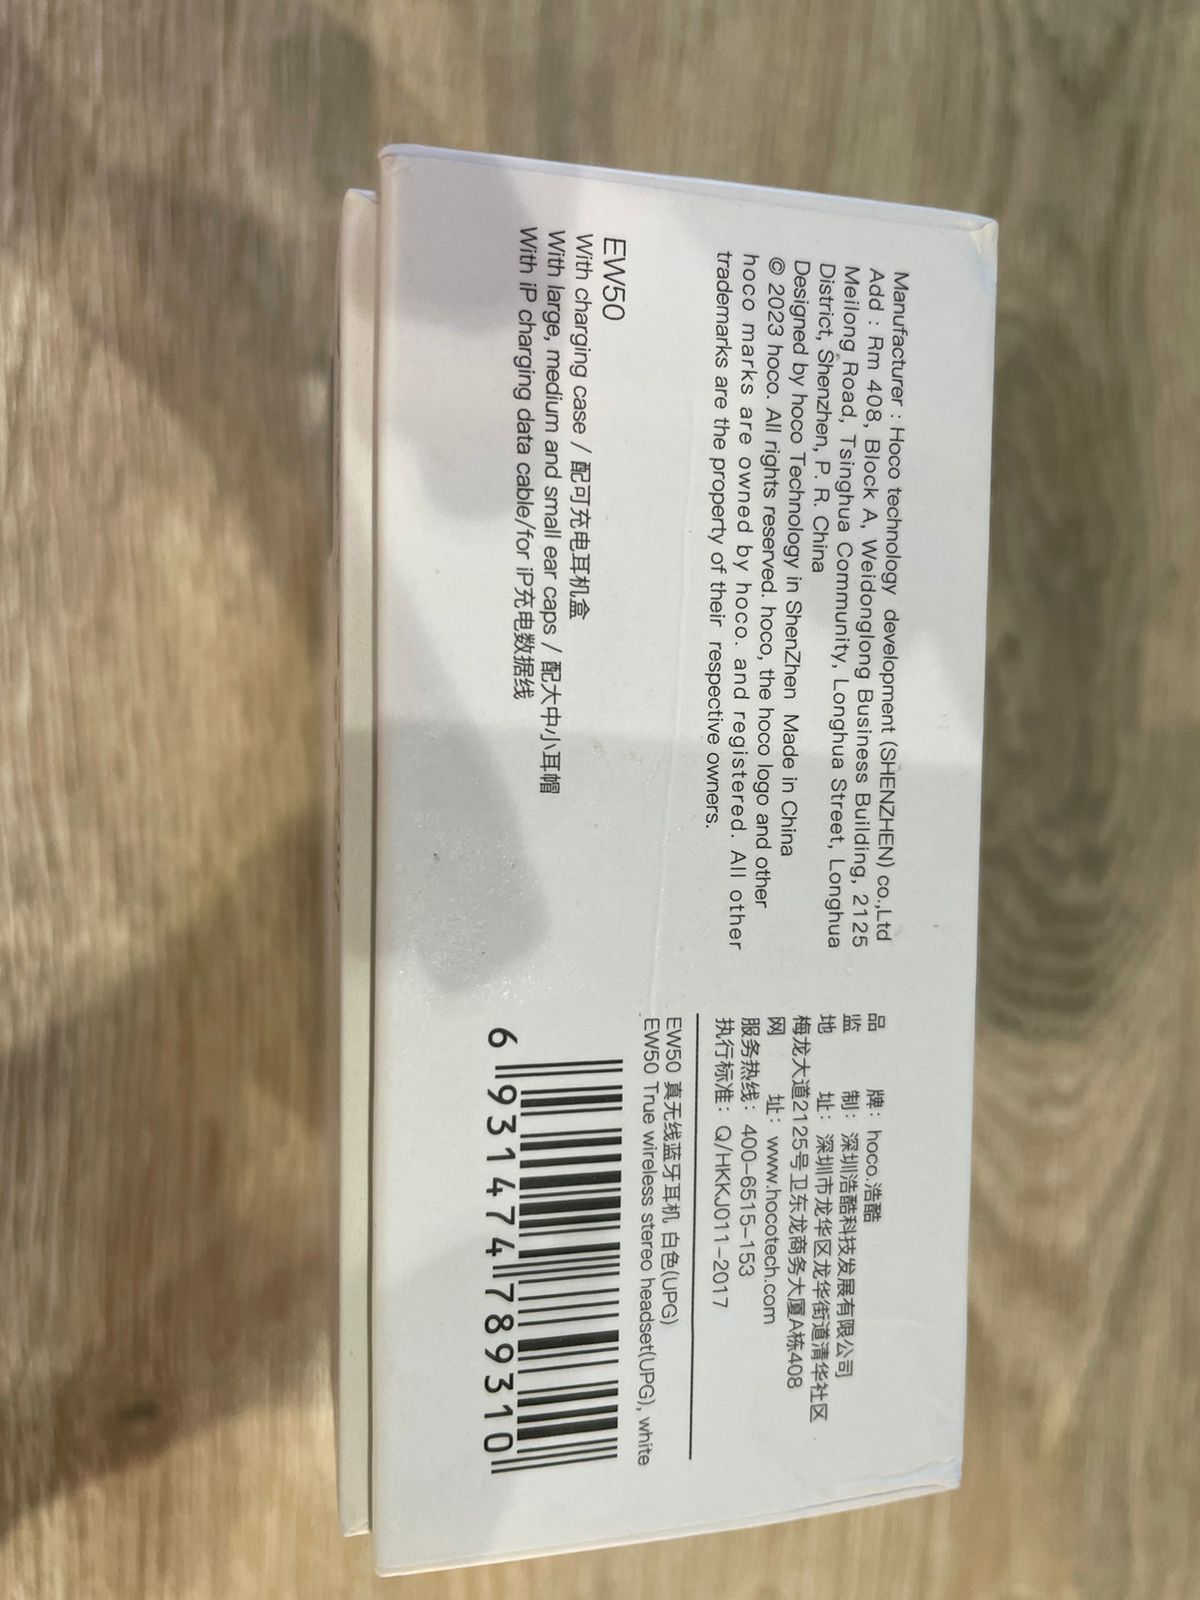 Manufacturer : Hoco technology development (SHENZHEN) co.,Ltd
Add : Rm 408, Block A, Weidonglong Business Building, 2125
Meilong Road, Tsinghua Community, Longhua Street, Longhua
District, Shenzhen, P. R. China
Designed by hoco Technology in ShenZhen Made in China
© 2023 hoco. All rights reserved. hoco, the hoco logo and other
hoco marks are owned by hoco. and registered. All other
trademarks are the property of their respective owners.
EW50
With charging case / 配可充电耳机盒
With large, medium and small ear caps / 配大中小耳帽
With iP charging data cable/for iP充电数据线
品 牌：hoco.浩酷
监 制：深圳浩酷科技发展有限公司
地 址：深圳市龙华区龙华街道清华社区
梅龙大道2125号卫东龙商务大厦A栋408
网 址：www.hocotech.com
服务热线：400-6515-153
执行标准：Q/HKKJ011-2017
EW50 真无线蓝牙耳机 白色(UPG)
EW50 True wireless stereo headset(UPG), white
6 931474 789310